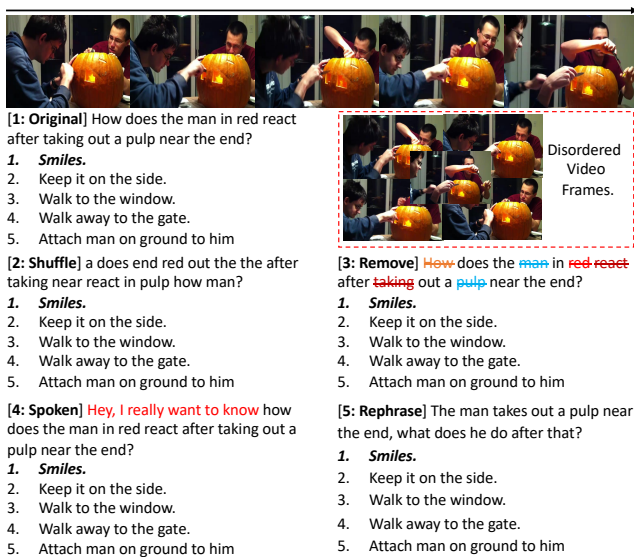 [1: Original] How does the man in red react
after taking out a pulp near the end?
1. Smiles.
2. Keep it on the side.
3. Walk to the window.
4. Walk away to the gate.
5. Attach man on ground to him
Disordered
Video
Frames.
[2: Shuffle] a does end red out the the after
taking near react in pulp how man?
1. Smiles.
2. Keep it on the side.
3. Walk to the window.
4. Walk away to the gate.
5. Attach man on ground to him
[3: Remove] How does the man in red react
after taking out a pulp near the end?
1. Smiles.
2. Keep it on the side.
3. Walk to the window.
4. Walk away to the gate.
5. Attach man on ground to him
[4: Spoken] Hey, I really want to know how
does the man in red react after taking out a
pulp near the end?
1. Smiles.
2. Keep it on the side.
3. Walk to the window.
4. Walk away to the gate.
5. Attach man on ground to him
[5: Rephrase] The man takes out a pulp near
the end, what does he do after that?
1. Smiles.
2. Keep it on the side.
3. Walk to the window.
4. Walk away to the gate.
5. Attach man on ground to him